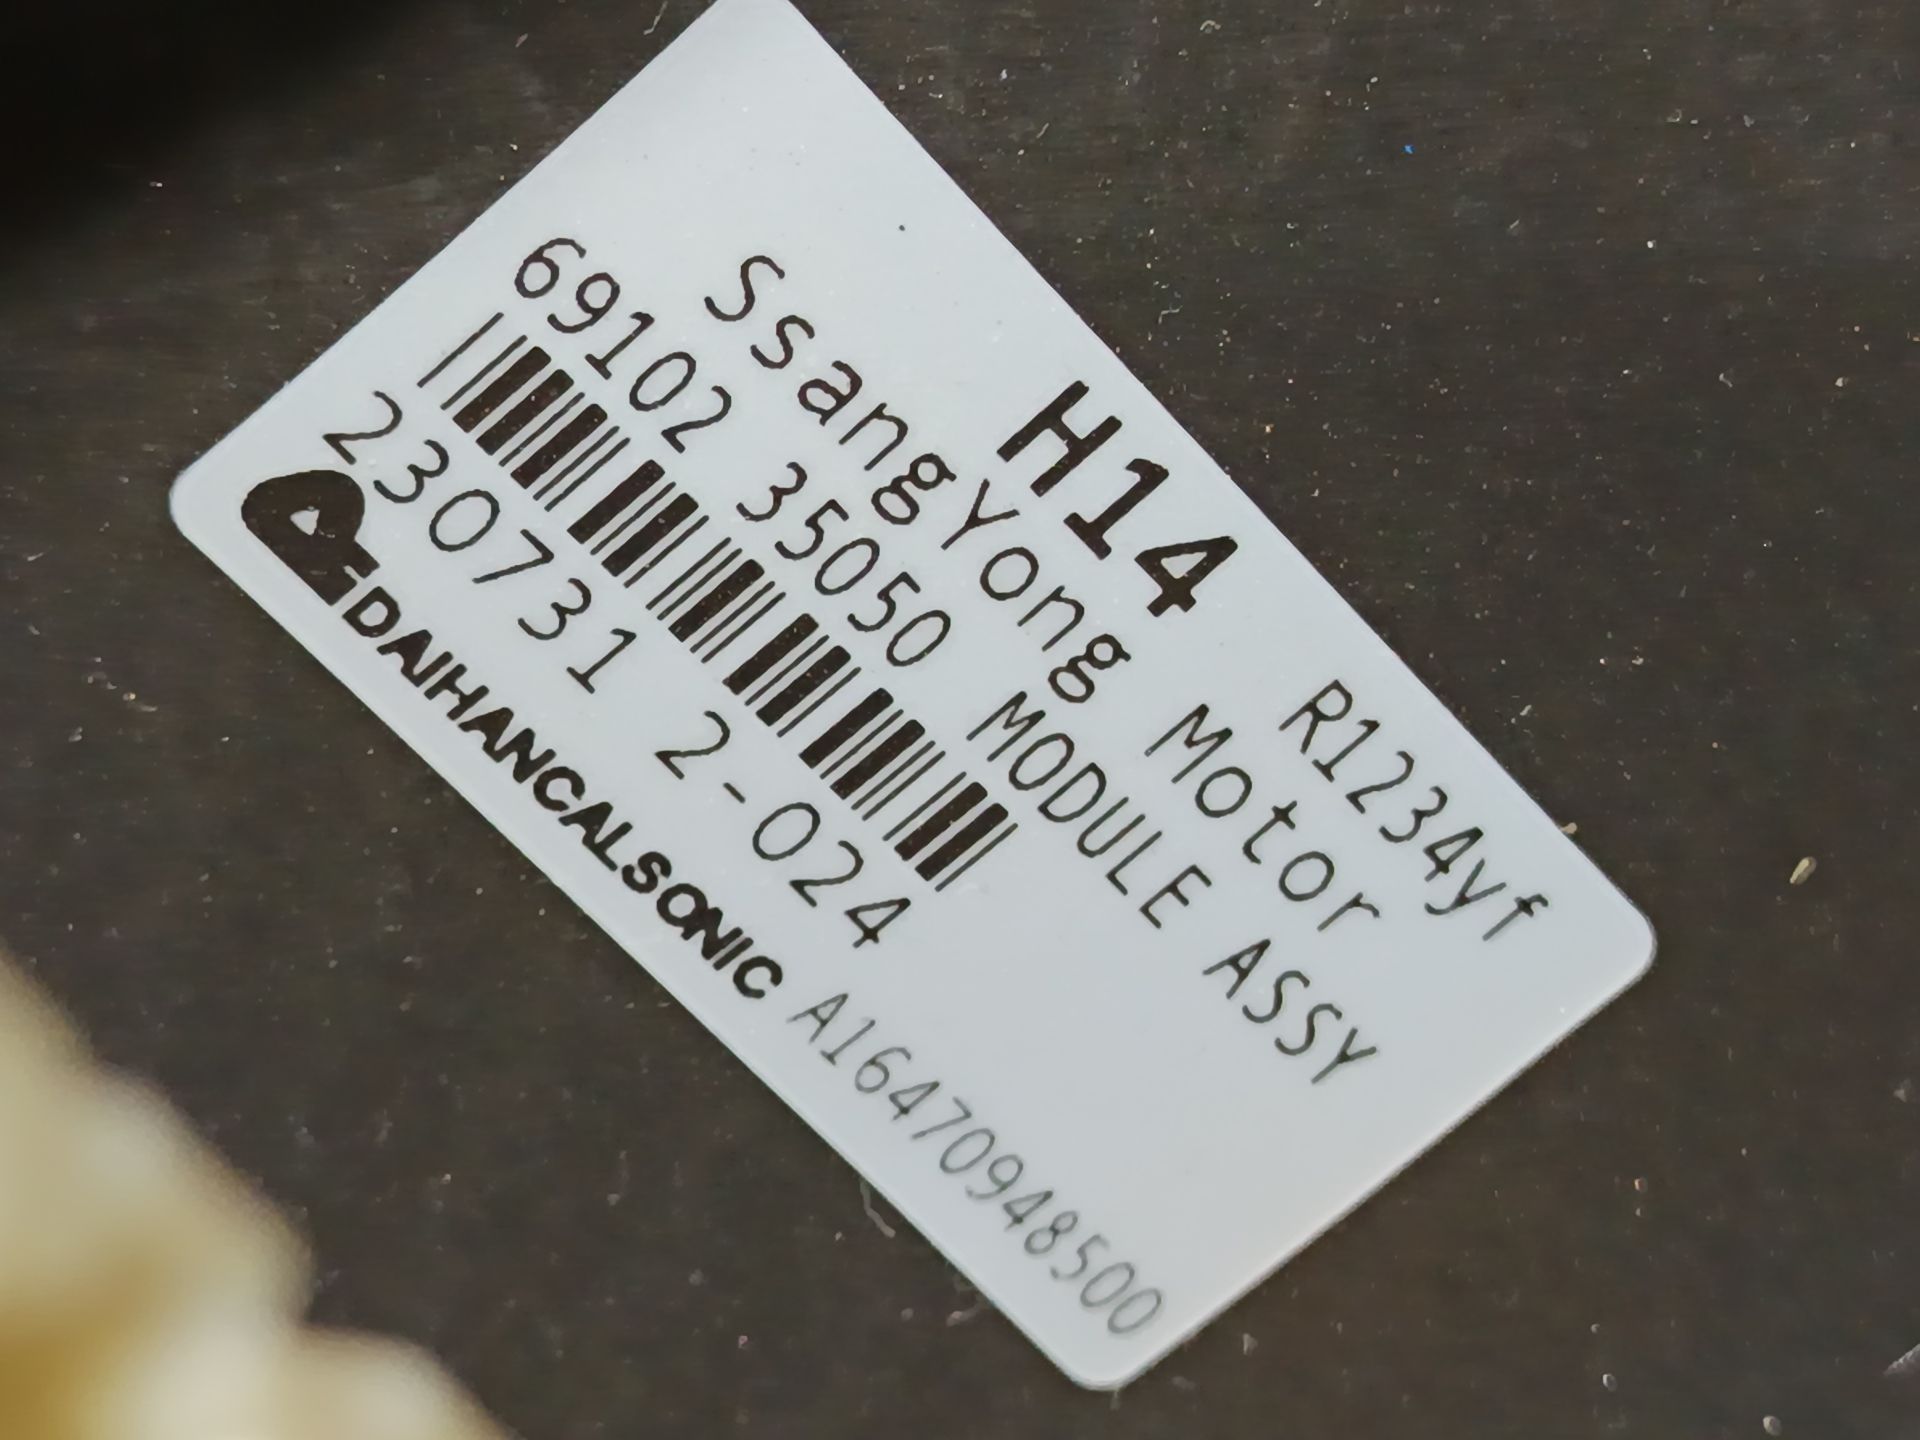 H14 R1234yf
SsangYong Motor
69102 35050 MODULE ASSY
230731 2-024
DAIHANCALSONIC A16470948500